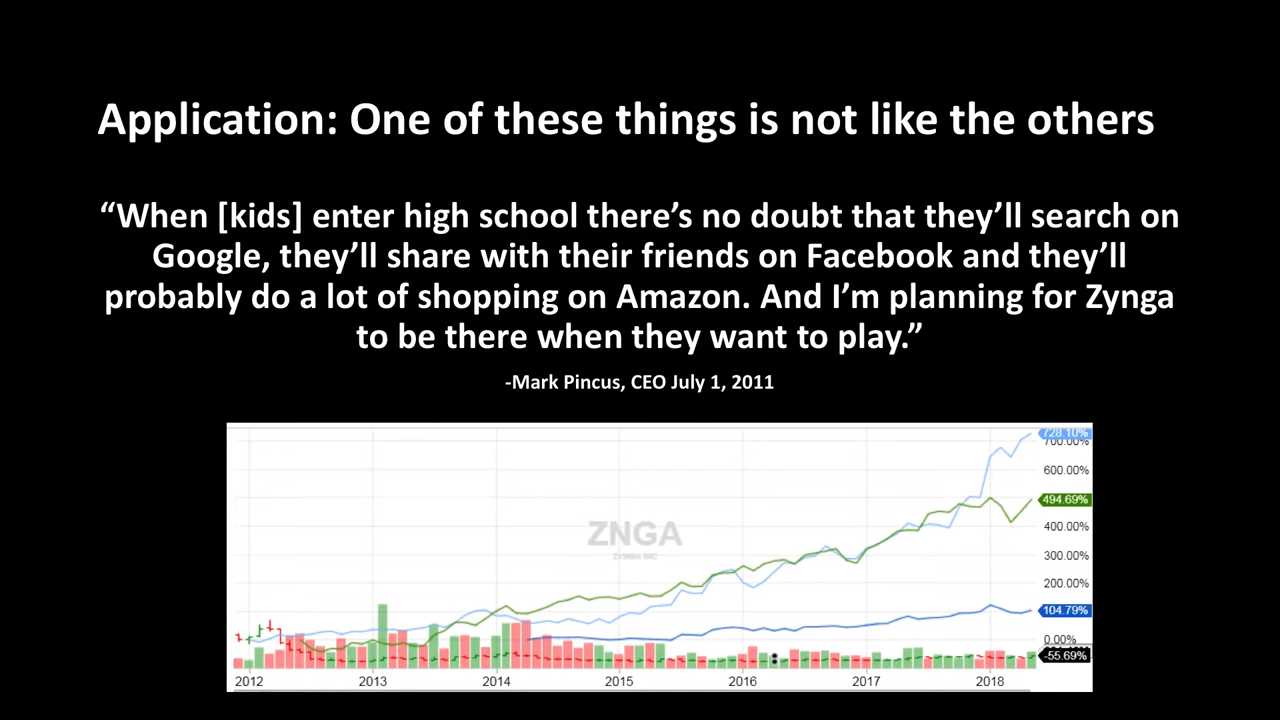 Application: One of these things is not like the others
“When [kids] enter high school there’s no doubt that they’ll search on
Google, they’ll share with their friends on Facebook and they’ll
probably do a lot of shopping on Amazon. And I’m planning for Zynga
to be there when they want to play.”
-Mark Pincus, CEO July 1, 2011
728.10%
700.00%
600.00%
494.69%
400.00%
ZNGA
ZYNGA INC
300.00%
200.00%
104.79%
0.00%
-55.69%
2012 2013 2014 2015 2016 2017 2018